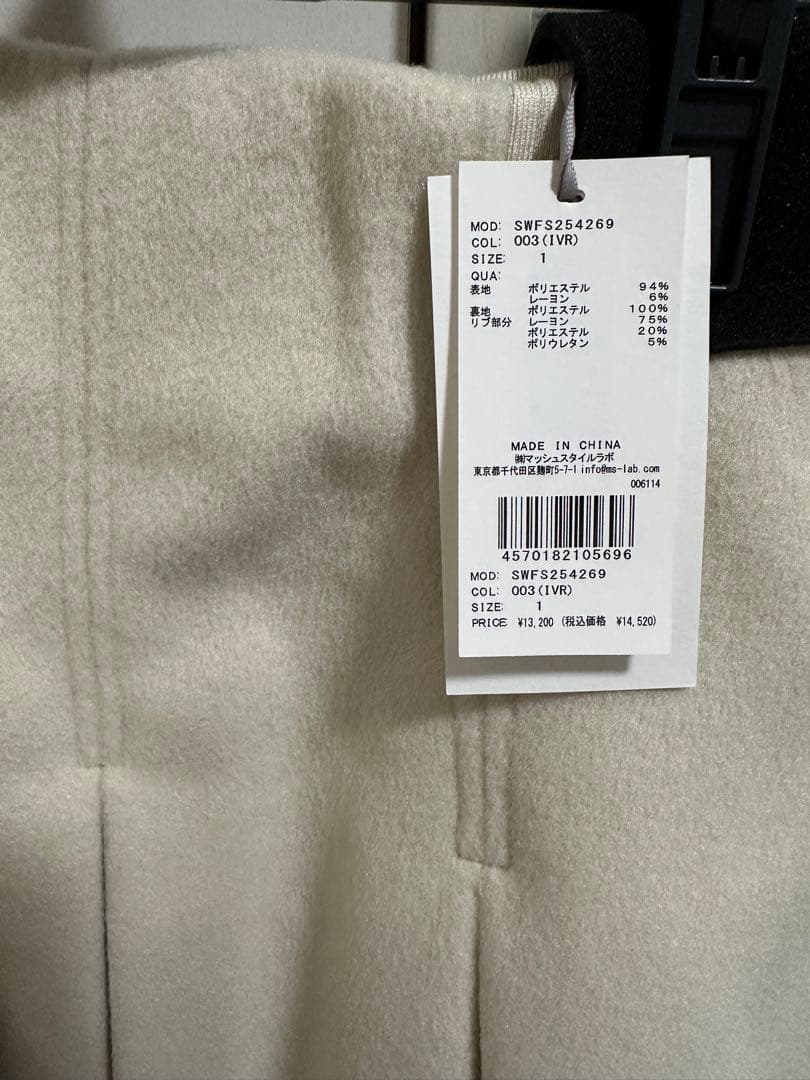 MOD: SWFS254269
COL: 003(IVR)
SIZE: 1
QUA:
表地 ポリエステル 94%
レーヨン 6%
裏地 ポリエステル 100%
リブ部分 レーヨン 75%
ポリエステル 20%
ポリウレタン 5%
MADE IN CHINA
㈱マッシュスタイルラボ
東京都千代田区麹町5-7-1 info@ms-lab.com
006114
4570182105696
MOD: SWFS254269
COL: 003(IVR)
SIZE: 1
PRICE: ¥13,200 (税込価格 ¥14,520)